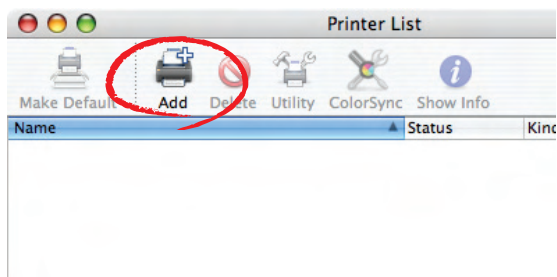 Printer List
Make Default Add Delete Utility ColorSync Show Info
Name Status Kind